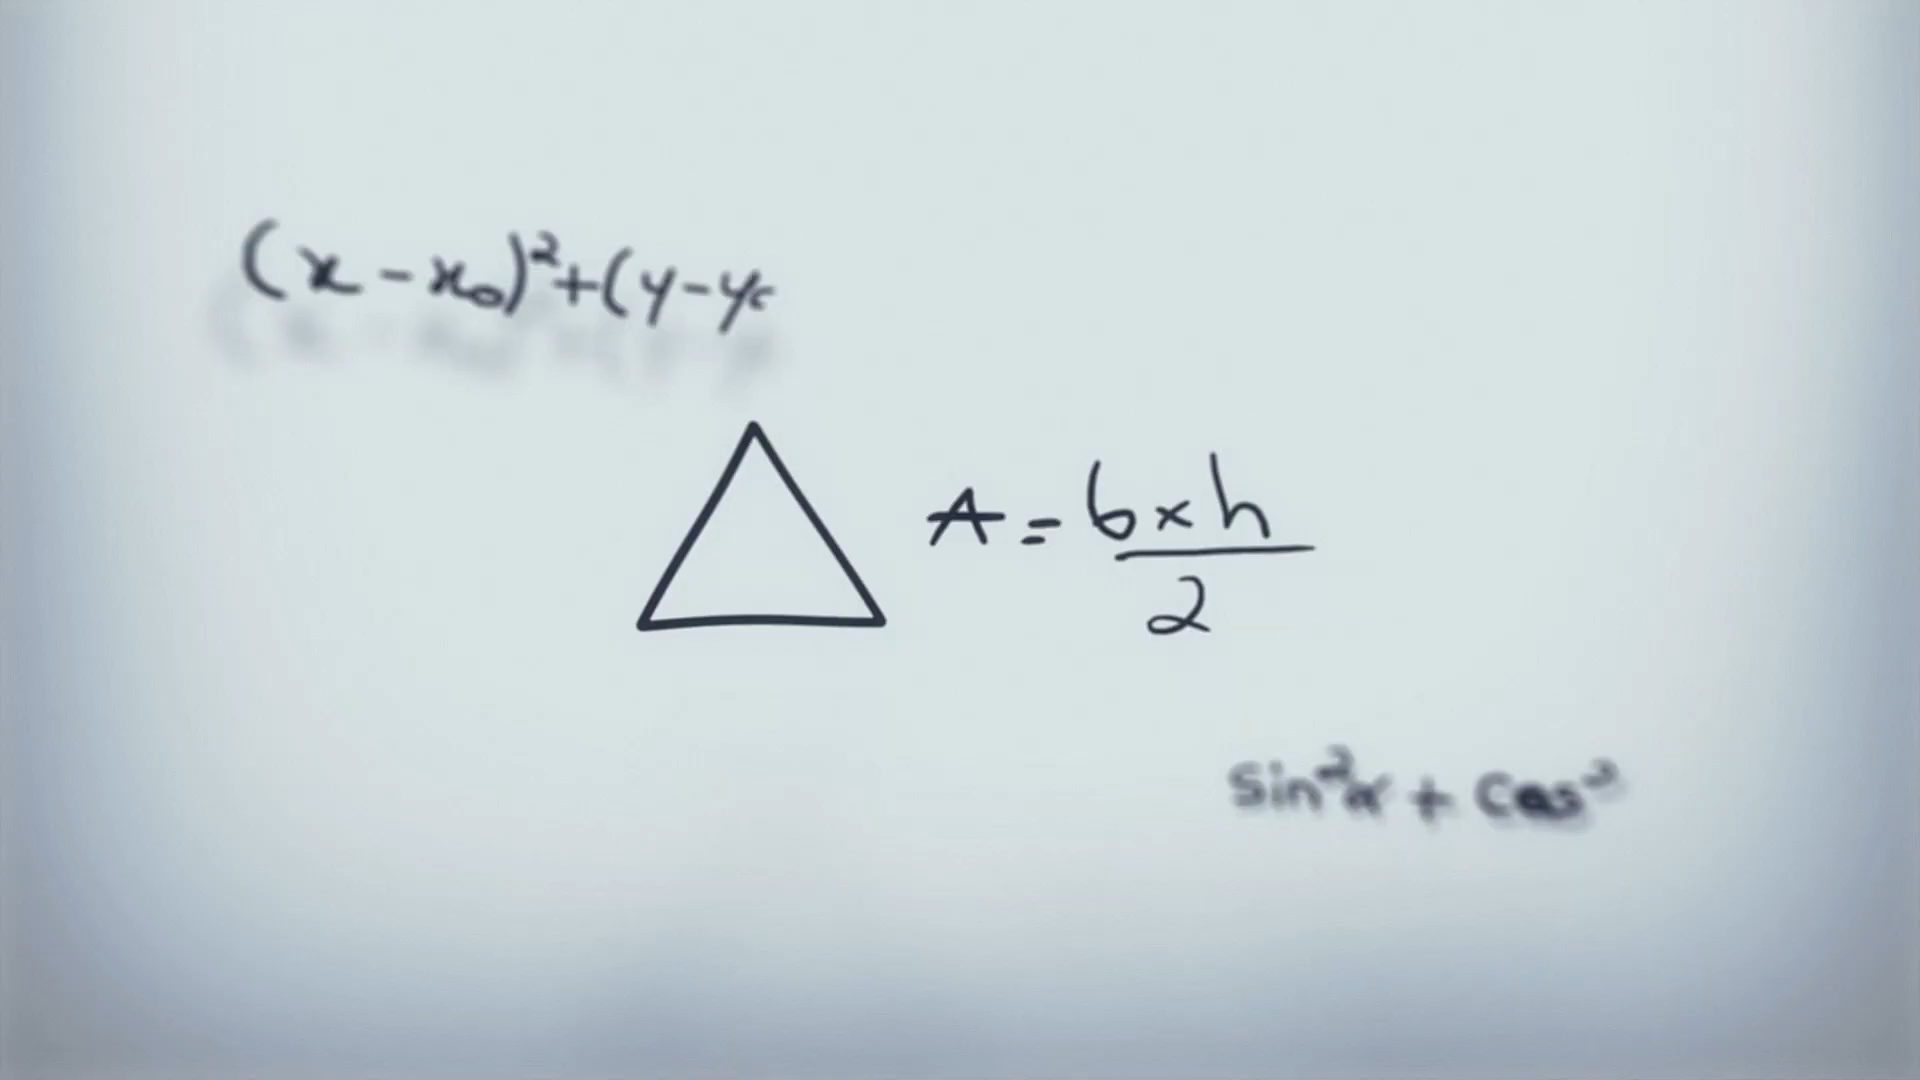 (x - x₀)² + (y - y
A = b x h
2
sin²α + cos²